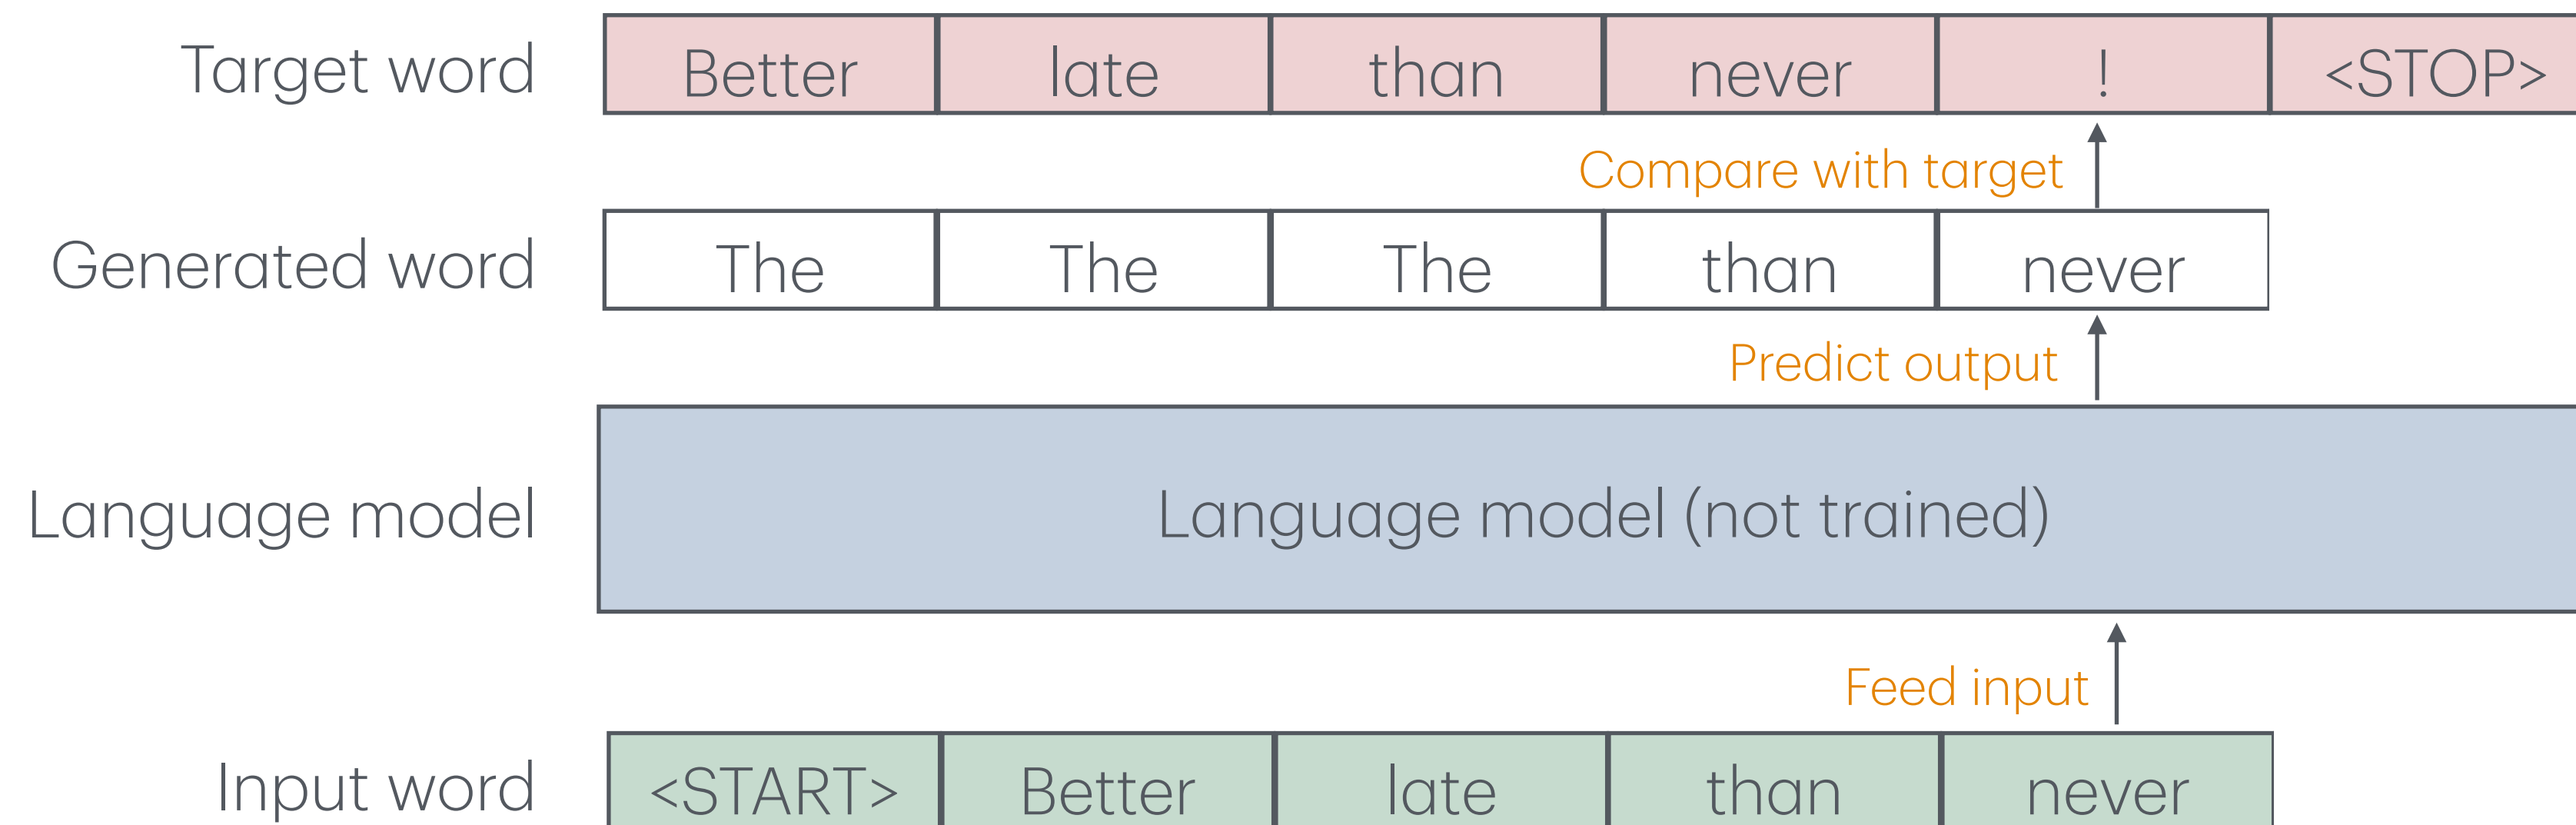 Target word Better late than never ! <STOP>
Compare with target
Generated word The The The than never
Predict output
Language model Language model (not trained)
Feed input
Input word <START> Better late than never